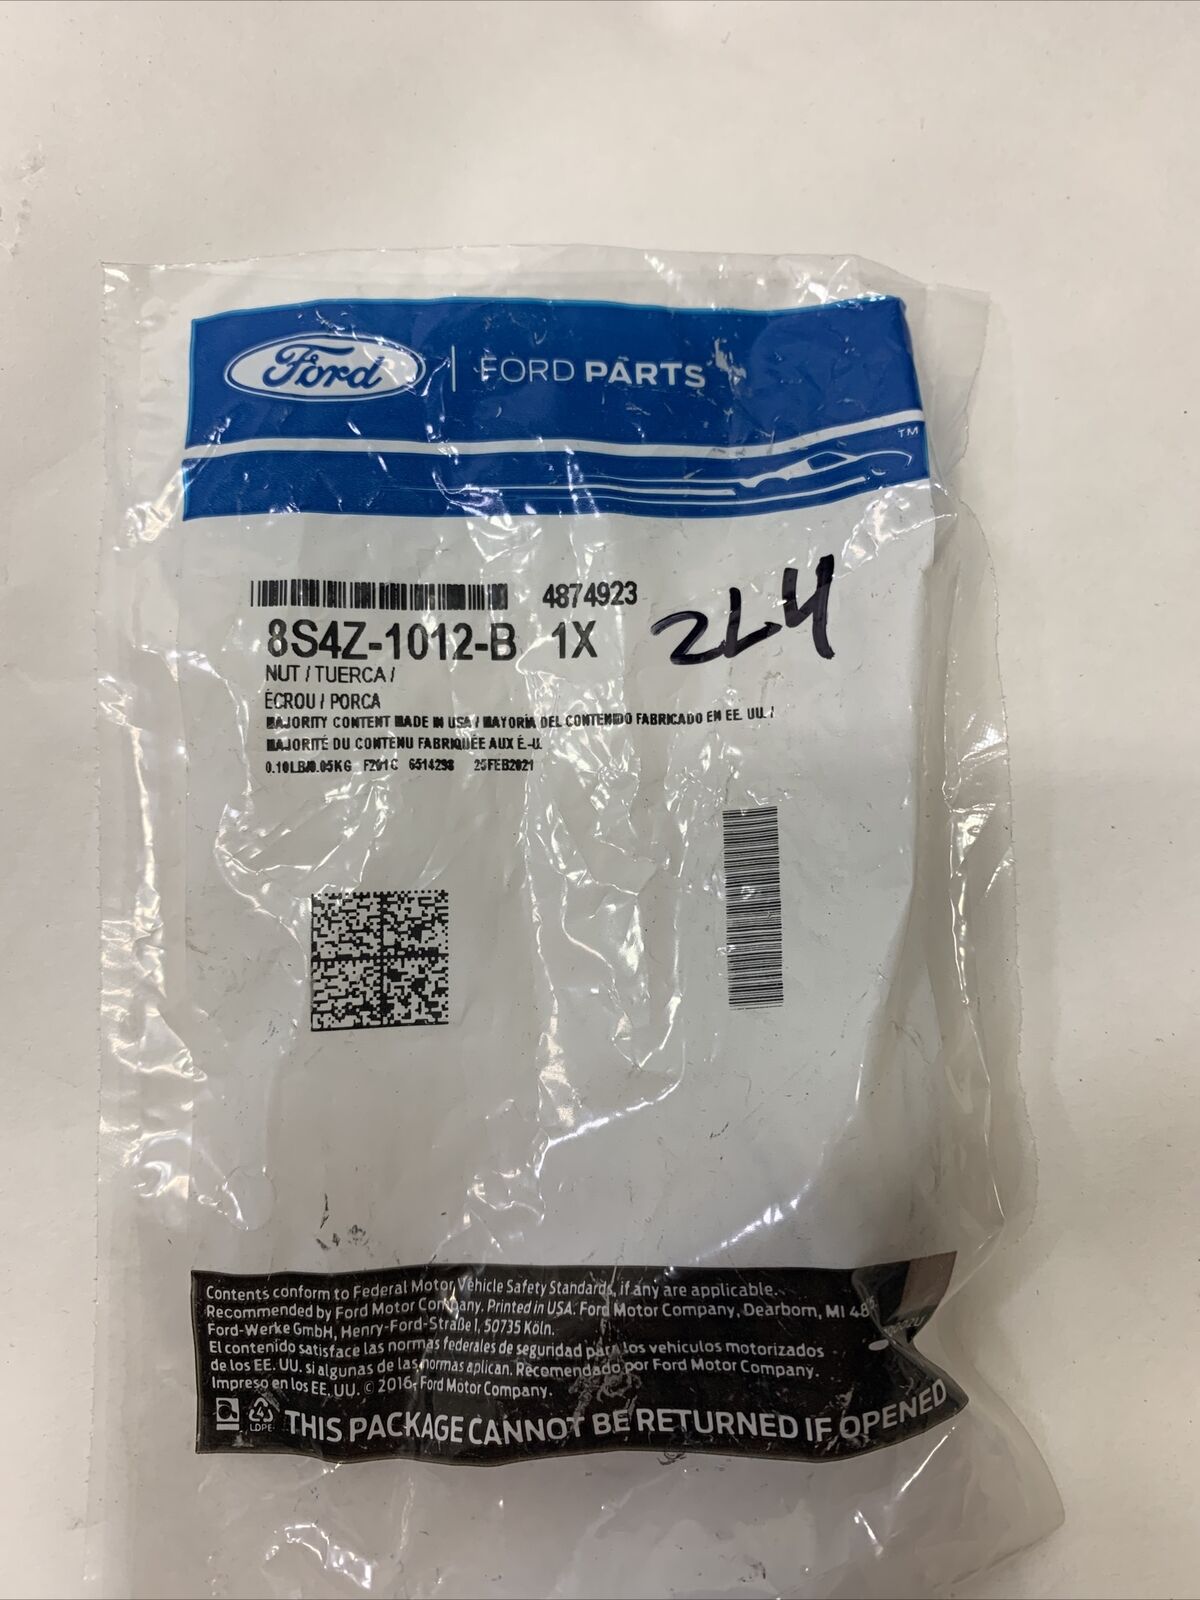 Ford | FORD PARTS
TM
4874923
8S4Z-1012-B 1X
2L4
NUT / TUERCA /
ÉCROU / PORCA
MAJORITY CONTENT MADE IN USA / MAYORIA DEL CONTENIDO FABRICADO EN EE. UU. /
MAJORITÉ DU CONTENU FABRIQUÉE AUX É.-U.
0.10LB/0.05KG F201C 6514298 25FEB2021
Contents conform to Federal Motor Vehicle Safety Standards, if any are applicable.
Recommended by Ford Motor Company. Printed in USA. Ford Motor Company, Dearborn, MI
Ford-Werke GmbH, Henry-Ford-Straße 1, 50735 Köln.
El contenido satisface las normas federales de seguridad para los vehículos motorizados
de los EE. UU. si algunas de las normas aplican. Recomendado por Ford Motor Company.
Impreso en los EE. UU. © 2016, Ford Motor Company.
4
LDPE
THIS PACKAGE CANNOT BE RETURNED IF OPENED